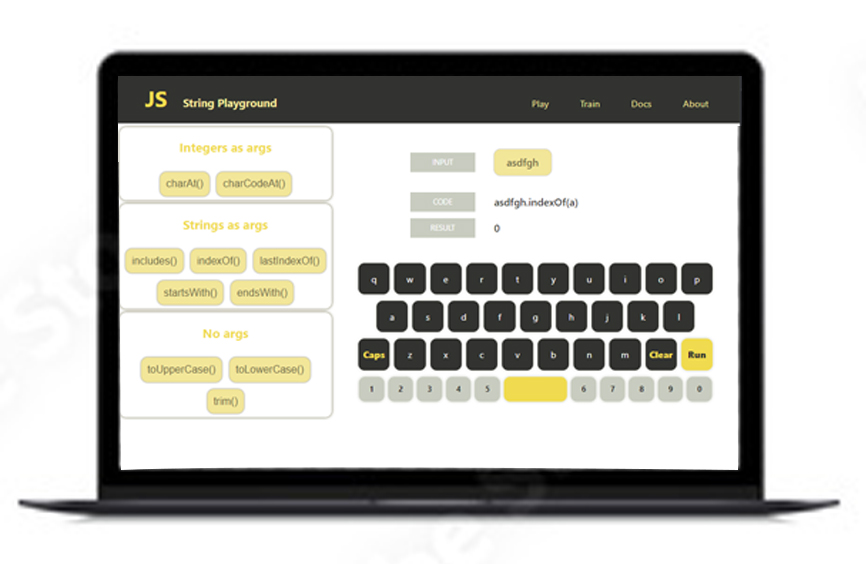 JS String Playground Play Train Docs About
Integers as args
charAt() charCodeAt()
Strings as args
includes() indexOf() lastIndexOf()
startsWith() endsWith()
No args
toUpperCase() toLowerCase()
trim()
INPUT asdfgh
CODE asdfgh.indexOf(a)
RESULT 0
q w e r t y u i o p
a s d f g h j k l
Caps z x c v b n m Clear Run
1 2 3 4 5 6 7 8 9 0